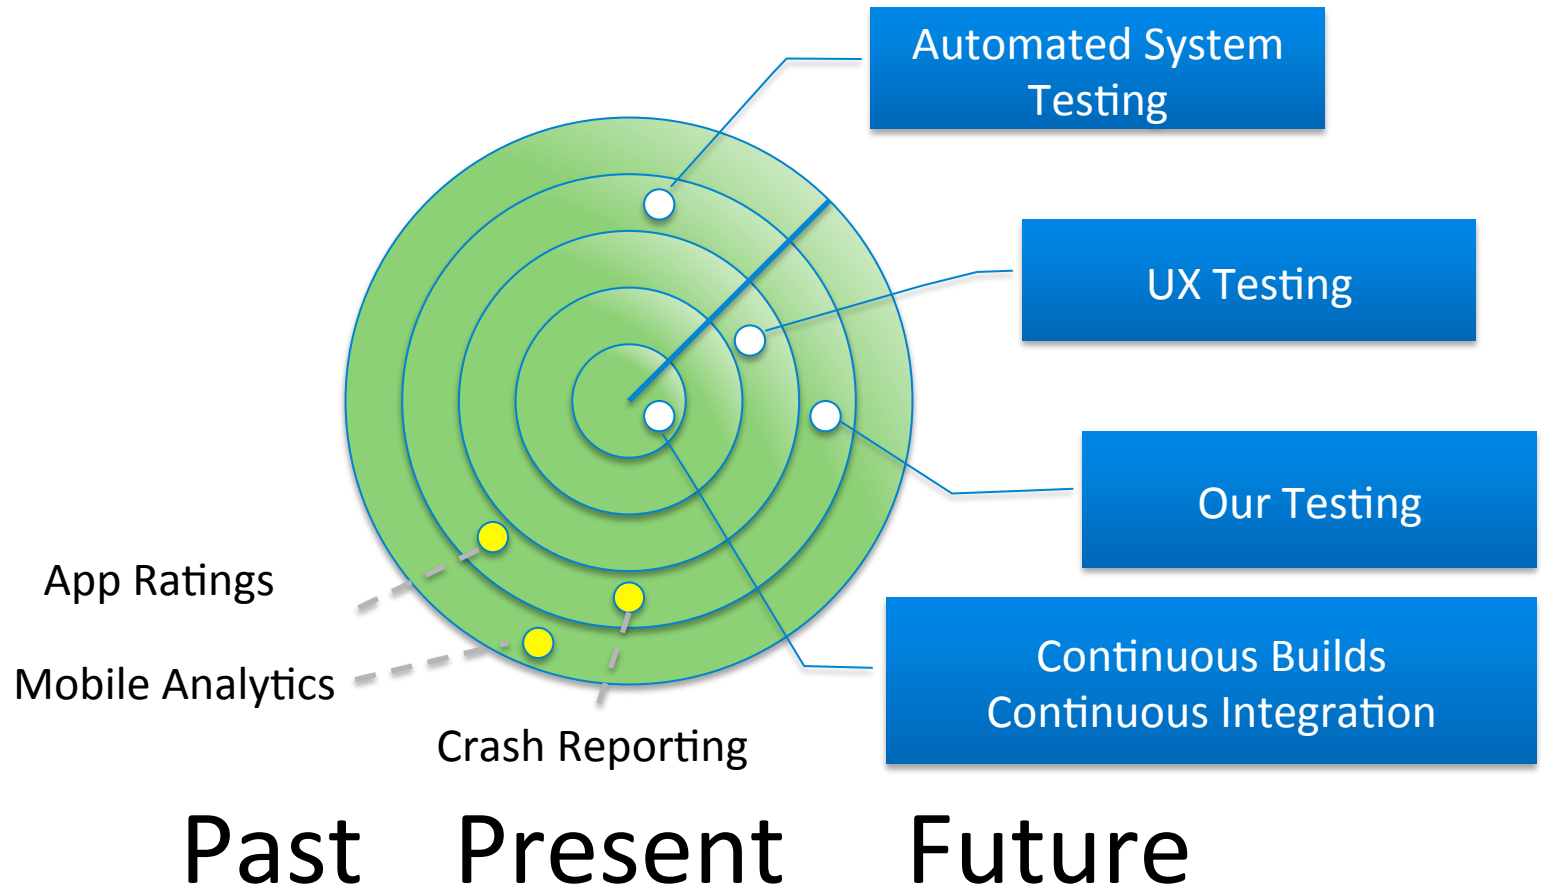 Automated System
Testing
UX Testing
Our Testing
App Ratings
Continuous Builds
Continuous Integration
Mobile Analytics
Crash Reporting
Past Present Future